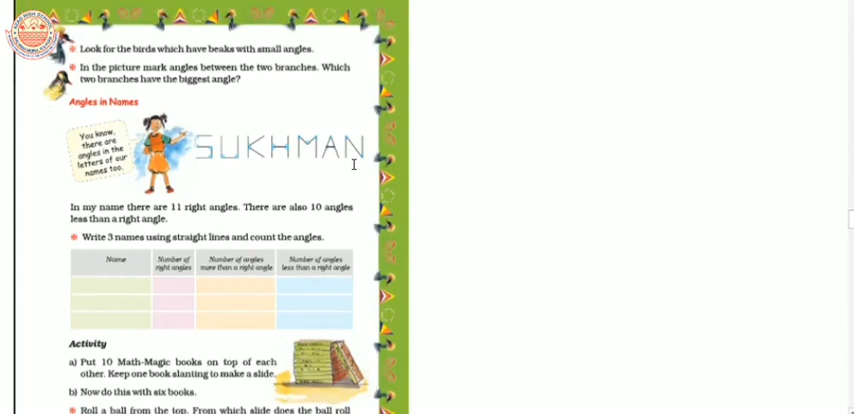 Look for the birds which have beaks with small angles.
In the picture mark angles between the two branches. Which
two branches have the biggest angle?
Angles in Names
You know,
there are
angles in the
letters of our
names too.
SUKHMAN
In my name there are 11 right angles. There are also 10 angles
less than a right angle.
Write 3 names using straight lines and count the angles.
Name
Number of
right angles
Number of angles
more than a right angle
Number of angles
less than a right angle
Activity
a) Put 10 Math-Magic books on top of each
other. Keep one book slanting to make a slide.
b) Now do this with six books.
Roll a ball from the top. From which slide does the ball roll